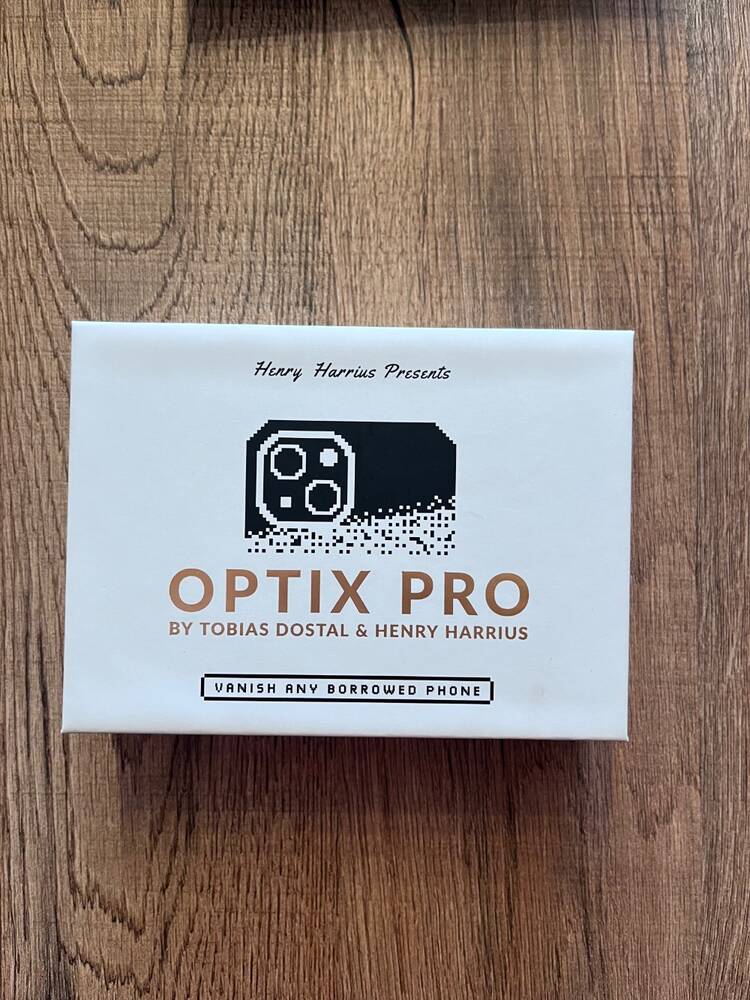 Henry Harrius Presents
OPTIX PRO
BY TOBIAS DOSTAL & HENRY HARRIUS
VANISH ANY BORROWED PHONE